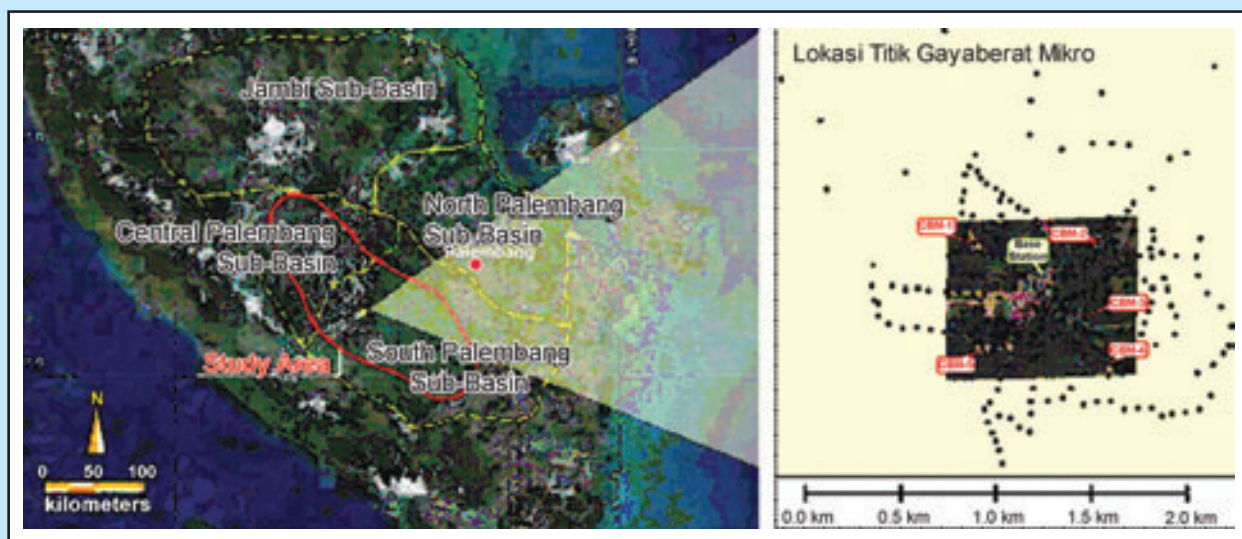 Jambi Sub-Basin
North Palembang
Sub-Basin
Palembang
Central Palembang
Sub-Basin
South Palembang
Sub-Basin
Study Area
N
0 50 100
kilometers
Lokasi Titik Gayaberat Mikro
CBM-1
CBM-2
Base
Station
CBM-3
CBM-4
0.0 km 0.5 km 1.0 km 1.5 km 2.0 km